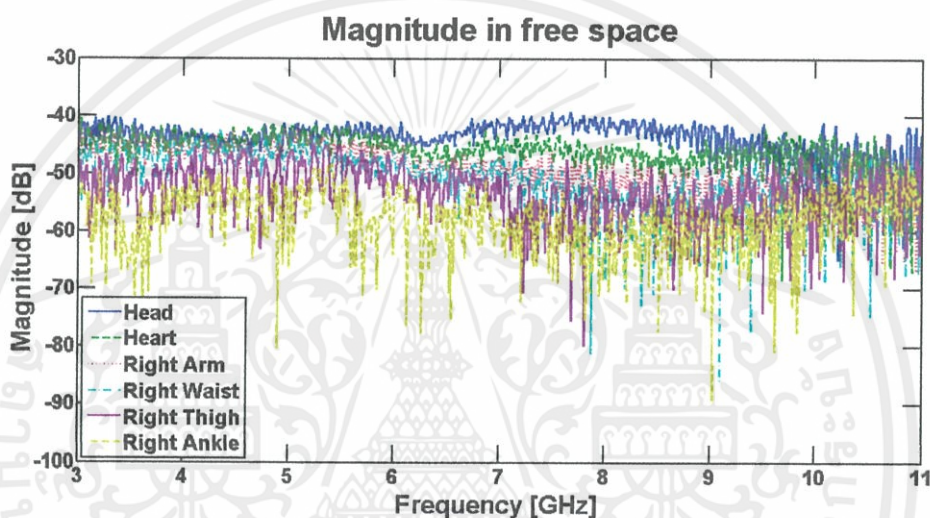 Magnitude in free space
Magnitude [dB]
-30
-40
-50
-60
-70
-80
-90
-100
Head
Heart
Right Arm
Right Waist
Right Thigh
Right Ankle
3
4
5
6
7
8
9
10
11
Frequency [GHz]